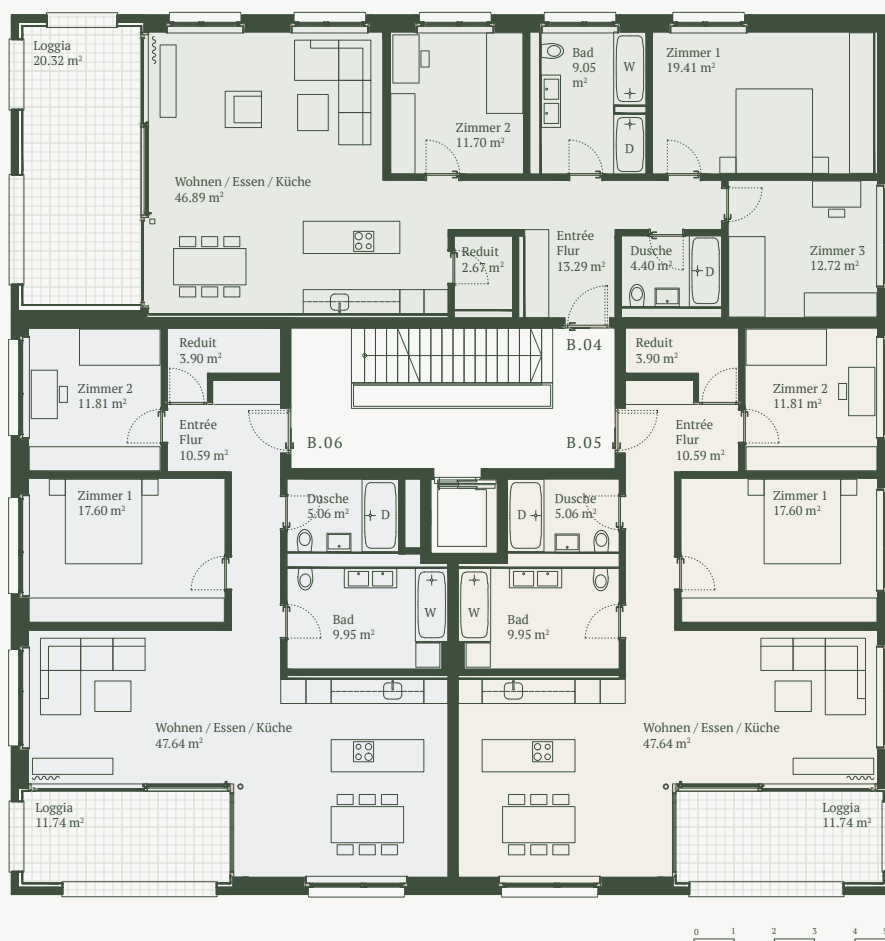 Loggia
20.32 m²
Wohnen / Essen / Küche
46.89 m²
Zimmer 2
11.70 m²
Bad
9.05
m²
W
D
Zimmer 1
19.41 m²
Zimmer 3
12.72 m²
Reduit
2.67 m²
Entrée
Flur
13.29 m²
Dusche
4.40 m²
D
B.04
Zimmer 2
11.81 m²
Reduit
3.90 m²
Entrée
Flur
10.59 m²
B.06
B.05
Reduit
3.90 m²
Entrée
Flur
10.59 m²
Zimmer 2
11.81 m²
Zimmer 1
17.60 m²
Dusche
5.06 m²
D
D
Dusche
5.06 m²
Zimmer 1
17.60 m²
Bad
9.95 m²
W
W
Bad
9.95 m²
Wohnen / Essen / Küche
47.64 m²
Wohnen / Essen / Küche
47.64 m²
Loggia
11.74 m²
Loggia
11.74 m²
0 1 2 3 4